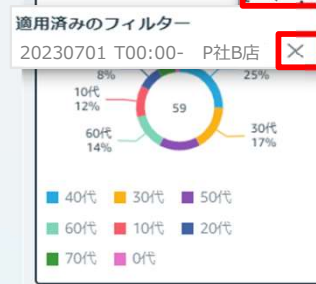 適用済みのフィルター
20230701 T00:00-　P社B店 ×
8%
25%
10代
12%
59
60代
14%
30代
17%
40代 30代 50代
60代 10代 20代
70代 0代